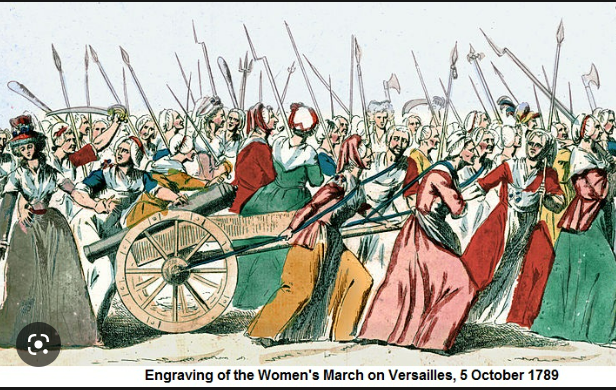 Engraving of the Women's March on Versailles, 5 October 1789